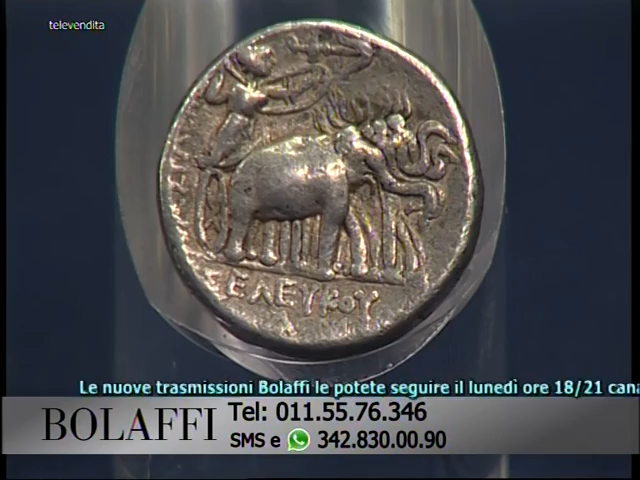 televendita
ΣΕΛΕΥΚΟΥ
Le nuove trasmissioni Bolaffi le potete seguire il lunedì ore 18/21 cana
BOLAFFI
Tel: 011.55.76.346
SMS e 342.830.00.90